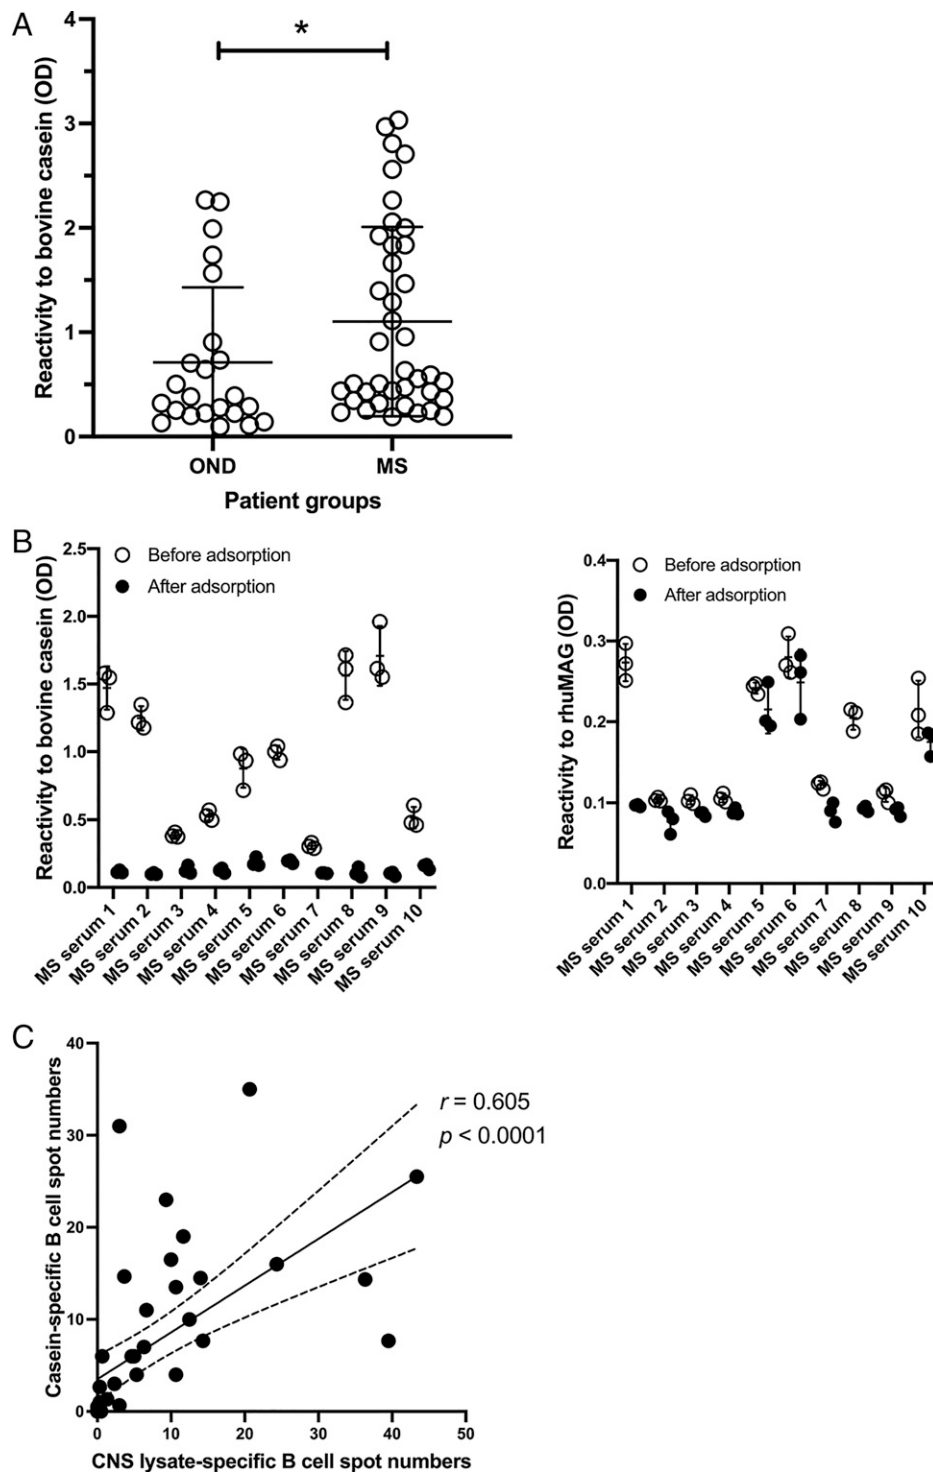 A
Reactivity to bovine casein (OD)
4
3
2
1
0
*
OND
MS
Patient groups
B
Reactivity to bovine casein (OD)
2.5
2.0
1.5
1.0
0.5
0.0
Before adsorption
After adsorption
MS serum 1
MS serum 2
MS serum 3
MS serum 4
MS serum 5
MS serum 6
MS serum 7
MS serum 8
MS serum 9
MS serum 10
Reactivity to rhuMAG (OD)
0.4
0.3
0.2
0.1
0.0
Before adsorption
After adsorption
MS serum 1
MS serum 2
MS serum 3
MS serum 4
MS serum 5
MS serum 6
MS serum 7
MS serum 8
MS serum 9
MS serum 10
C
Casein-specific B cell spot numbers
40
30
20
10
0
r = 0.605
p < 0.0001
0
10
20
30
40
50
CNS lysate-specific B cell spot numbers